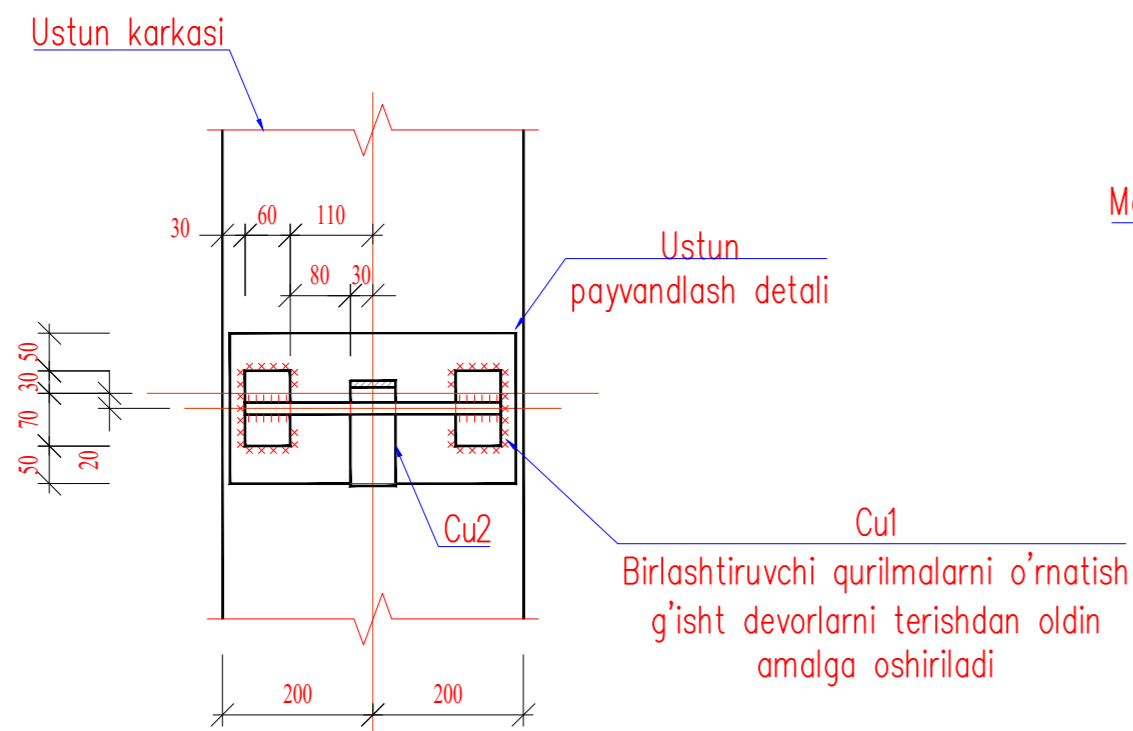 Ustun karkasi
30 60 110
80 30
Ustun
payvandlash detali
50
30
70
50
20
Cu2
Cu1
Birlashtiruvchi qurilmalarni o'rnatish
g'isht devorlarni terishdan oldin
amalga oshiriladi
200 200